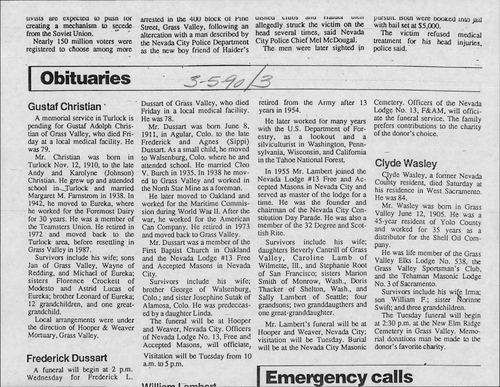 tivists are expected to push for
creating a mechanism to secede
from the Soviet Union.
Nearly 150 million voters were
registered to choose among more
arrested in the 400 block of Pine
Street, Grass Valley, following an
altercation with a man described by
the Nevada City Police Department
as the new boy friend of Haider's
allegedly struck the victim on the
head several times, said Nevada
City Police Chief Mel McDougal.
The men were later sighted in
pursuit. Both were booked into jail
with bail set at $5,000.
The victim refused medical
treatment for his head injuries,
police said.
Obituaries
3-5-90/3
Gustaf Christian
A memorial service in Turlock is
pending for Gustaf Adolph Christian
of Grass Valley, who died Friday
at a local medical facility. He
was 79.
Mr. Christian was born in
Turlock Nov. 12, 1910, to the late
Andy and Karolyne (Johnson)
Christian. He grew up and attended
school in Turlock and married
Margaret M. Farnstrom in 1938. In
1942, he moved to Eureka, where
he worked for the Foremost Dairy
for 30 years. He was a member of
the Teamsters Union. He retired in
1972 and moved back to the
Turlock area, before resettling in
Grass Valley in 1987.
Survivors include his wife; sons
Jan of Grass Valley, Wayne of
Redding, and Michael of Eureka;
sisters Florence Crockett of
Modesto and Astrid Lucas of
Eureka; brother Leonard of Eureka;
12 grandchildren, and one great-
grandchild.
Local arrangements were under
the direction of Hooper & Weaver
Mortuary, Grass Valley.
Frederick Dussart
A funeral will begin at 2 p.m.
Wednesday for Frederick L.
Dussart of Grass Valley, who died
Friday in a local medical facility.
He was 78.
Mr. Dussart was born June 8,
1911, in Agular, Colo. to the late
Frederick and Agnes (Sippi)
Dussart. As a small child, he moved
to Walsenburg, Colo, where he and
attended school. He married Cleo
V. Burch in 1935. In 1938 he moved
to Grass Valley and worked in
the North Star Mine as a foreman.
He later moved to Oakland and
worked for the Maritime Commission
during World War II. After the
war, he worked for the American
Can Company. He retired in 1973
and moved back to Grass Valley.
Mr. Dussart was a member of the
First Baptist Church in Oakland
and the Nevada Lodge #13 Free
and Accepted Masons in Nevada
City.
Survivors include his wife;
brother George of Walsenburg,
Colo.; and sister Josephine Sutak of
Alamosa, Colo. He was predeceased
by a daughter Linda.
The funeral will be at Hooper
and Weaver, Nevada City. Officers
of Nevada Lodge No. 13, Free and
Accepted Masons, will officiate,
Visitation will be Tuesday from 10
a.m. to 5 p.m.
William Lambert
retired from the Army after 13
years in 1954.
He later worked for many years
with the U.S. Department of Forestry,
as a lookout and a
silviculturist in Washington,
Pennsylvania, Wisconsin, and California
in the Tahoe National Forest.
In 1955 Mr. Lambert joined the
Nevada Lodge #13 Free and Accepted
Masons in Nevada City and
served as master of the lodge for a
time. He was the founder and
chairman of the Nevada City Constitution
Day Parade. He was also a
member of the 32 Degree and Scottish
Rite.
Survivors include his wife;
daughters Beverly Cantrill of Grass
Valley, Caroline Lamb of
Wilmette, Ill., and Stephanie Rook
of San Francisco; sisters Marion
Smith of Monrow, Wash., Doris
Thacker of Shelton, Wash., and
Sally Lambert of Seattle; four
grandsons; two granddaugthers and
one great-granddaughter.
Mr. Lambert's funeral will be at
Hooper and Weaver, Nevada City;
visitation will be Tuesday. Burial
will be at the Nevada City Masonic
Cemetery. Officers of the Nevada
Lodge No. 13, F&AM, will officiate
the funeral service. The family
prefers contributions to the charity
of the donor's choice.
Clyde Wasley
Clyde Wasley, a former Nevada
County resident, died Saturday at
his residence in West Sacramento.
He was 84.
Mr. Wasley was born in Grass
Valley June 12, 1905. He was a
45-year resident of Yolo County
and worked for 35 years as a
distributor for the Shell Oil Company.
He was life member of the Grass
Valley Elks Lodge No. 538, the
Grass Valley Sportsman's Club,
and the Tehaman Masonic Lodge
No. 3 of Sacramento.
Survivors include his wife Irma;
son William F.; sister Norinne
Swift; and three grandchildren.
The Tuesday funeral will begin
at 2:30 p.m. at the New Elm Ridge
Cemetery in Grass Valley. Memorial
donations man be made to the
donor's favorite charity.
Emergency calls